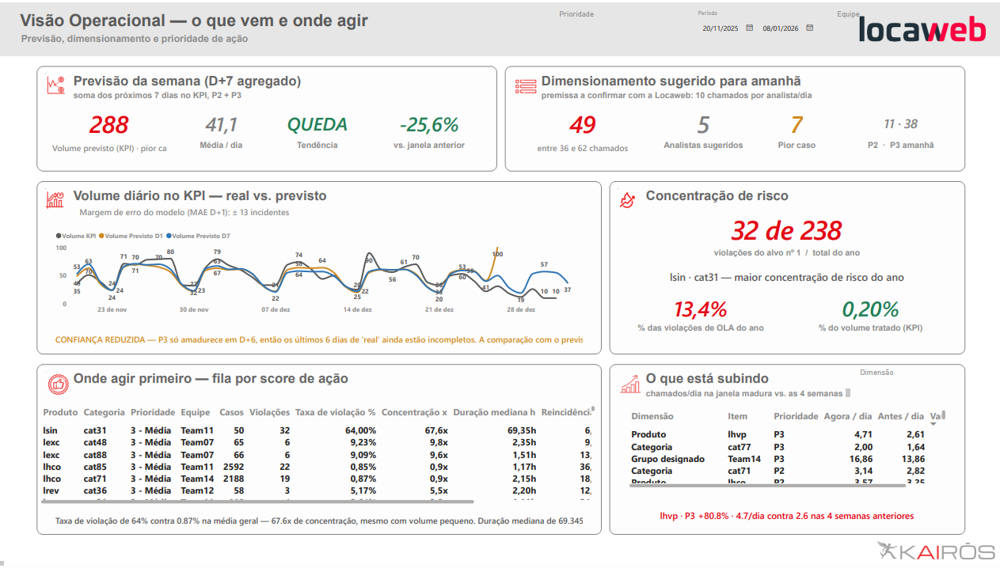 Visão Operacional — o que vem e onde agir
Previsão, dimensionamento e prioridade de ação
Prioridade
Período
20/11/2025 08/01/2026
Equipe
locaweb
Previsão da semana (D+7 agregado)
soma dos próximos 7 dias no KPI, P2 + P3
288 41,1 QUEDA -25,6%
Volume previsto (KPI) · pior ca Média / dia Tendência vs. janela anterior
Dimensionamento sugerido para amanhã
premissa a confirmar com a Locaweb: 10 chamados por analista/dia
49 5 7 11 · 38
entre 36 e 62 chamados Analistas sugeridos Pior caso P2 · P3 amanhã
Volume diário no KPI — real vs. previsto
Margem de erro do modelo (MAE D+1): ± 13 incidentes
Volume KPI Volume Previsto D1 Volume Previsto D7
100
50
0
53 63 70 35 24 24 24 71 70 71 70 80
32 23 79 63 67
22 74 64 64
25 22 90 56 61 70
20 53 60 59 41 100
19 57 10 10 37
23 de nov 30 de nov 07 de dez 14 de dez 21 de dez 28 de dez
CONFIANÇA REDUZIDA — P3 só amadurece em D+6, então os últimos 6 dias de 'real' ainda estão incompletos. A comparação com o previs
Concentração de risco
32 de 238
violações do alvo nº 1 / total do ano
lsin · cat31 — maior concentração de risco do ano
13,4% 0,20%
% das violações de OLA do ano % do volume tratado (KPI)
Onde agir primeiro — fila por score de ação
Produto Categoria Prioridade Equipe Casos Violações Taxa de violação % Concentração x Duração mediana h Reincidênci
lsin cat31 3 - Média Team11 50 32 64,00% 67,6x 69,35h 6,
lexc cat48 3 - Média Team07 65 6 9,23% 9,8x 2,35h 9,
lexc cat88 3 - Média Team07 66 6 9,09% 9,6x 1,51h 13,
lhco cat85 3 - Média Team11 2592 22 0,85% 0,9x 1,17h 36,
lhco cat71 3 - Média Team14 2188 19 0,87% 0,9x 2,15h 18,
lrev cat36 3 - Média Team12 58 3 5,17% 5,5x 2,20h 12,
Taxa de violação de 64% contra 0.87% na média geral — 67.6x de concentração, mesmo com volume pequeno. Duração mediana de 69.345
O que está subindo
chamados/dia na janela madura vs. as 4 semanas
Dimensão
Dimensão Item Prioridade Agora / dia Antes / dia Va
Produto lhvp P3 4,71 2,61
Categoria cat77 P3 2,00 1,64
Grupo designado Team14 P3 16,86 13,86
Categoria cat71 P2 3,14 2,82
Produto lhco P2 3,57 3,25
lhvp · P3 +80.8% · 4.7/dia contra 2.6 nas 4 semanas anteriores
KAIRÓS